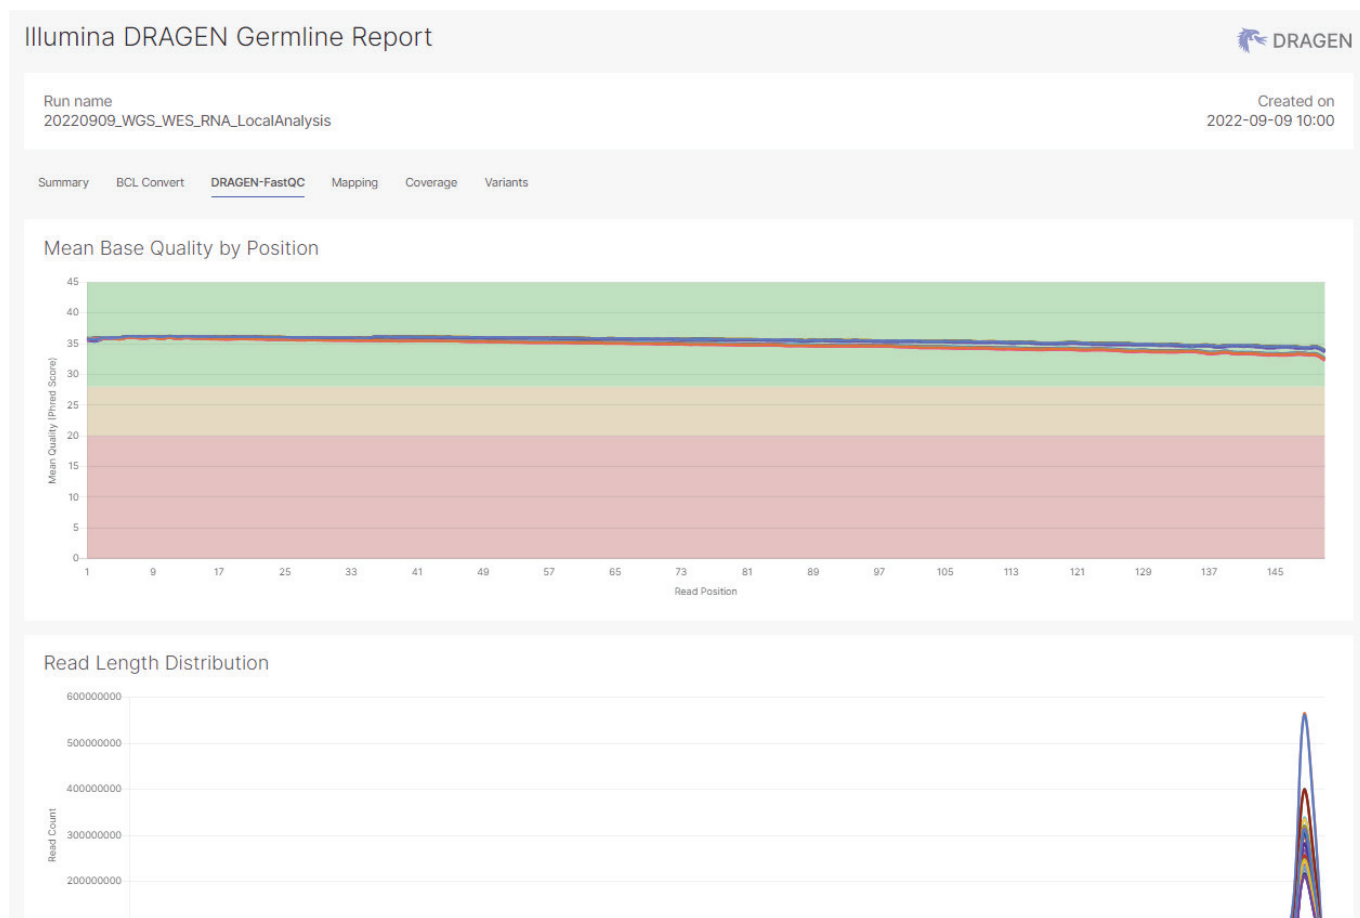 Illumina DRAGEN Germline Report
DRAGEN
Run name
Created on
20220909_WGS_WES_RNA_LocalAnalysis
2022-09-09 10:00
Summary BCL Convert DRAGEN-FastQC Mapping Coverage Variants
Mean Base Quality by Position
Mean Quality (Phred Score)
45
40
35
30
25
20
15
10
5
0
1 9 17 25 33 41 49 57 65 73 81 89 97 105 113 121 129 137 145
Read Position
Read Length Distribution
Read Count
600000000
500000000
400000000
300000000
200000000